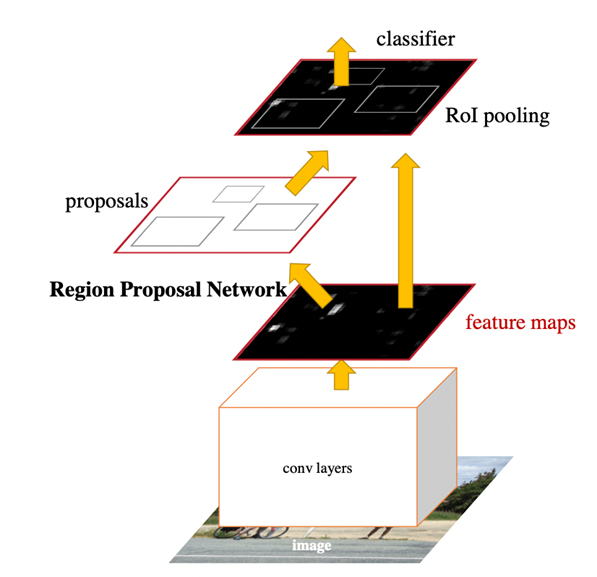 classifier
RoI pooling
proposals
Region Proposal Network
feature maps
conv layers
image